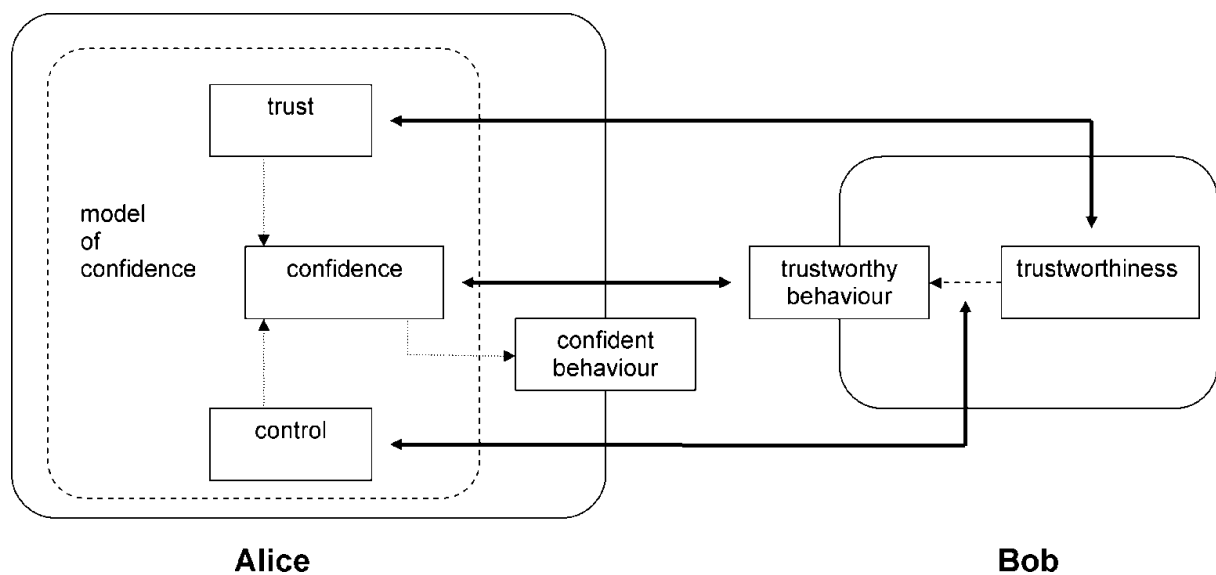 trust
model
of
confidence
confidence
trustworthy
behaviour
trustworthiness
confident
behaviour
control
Alice
Bob